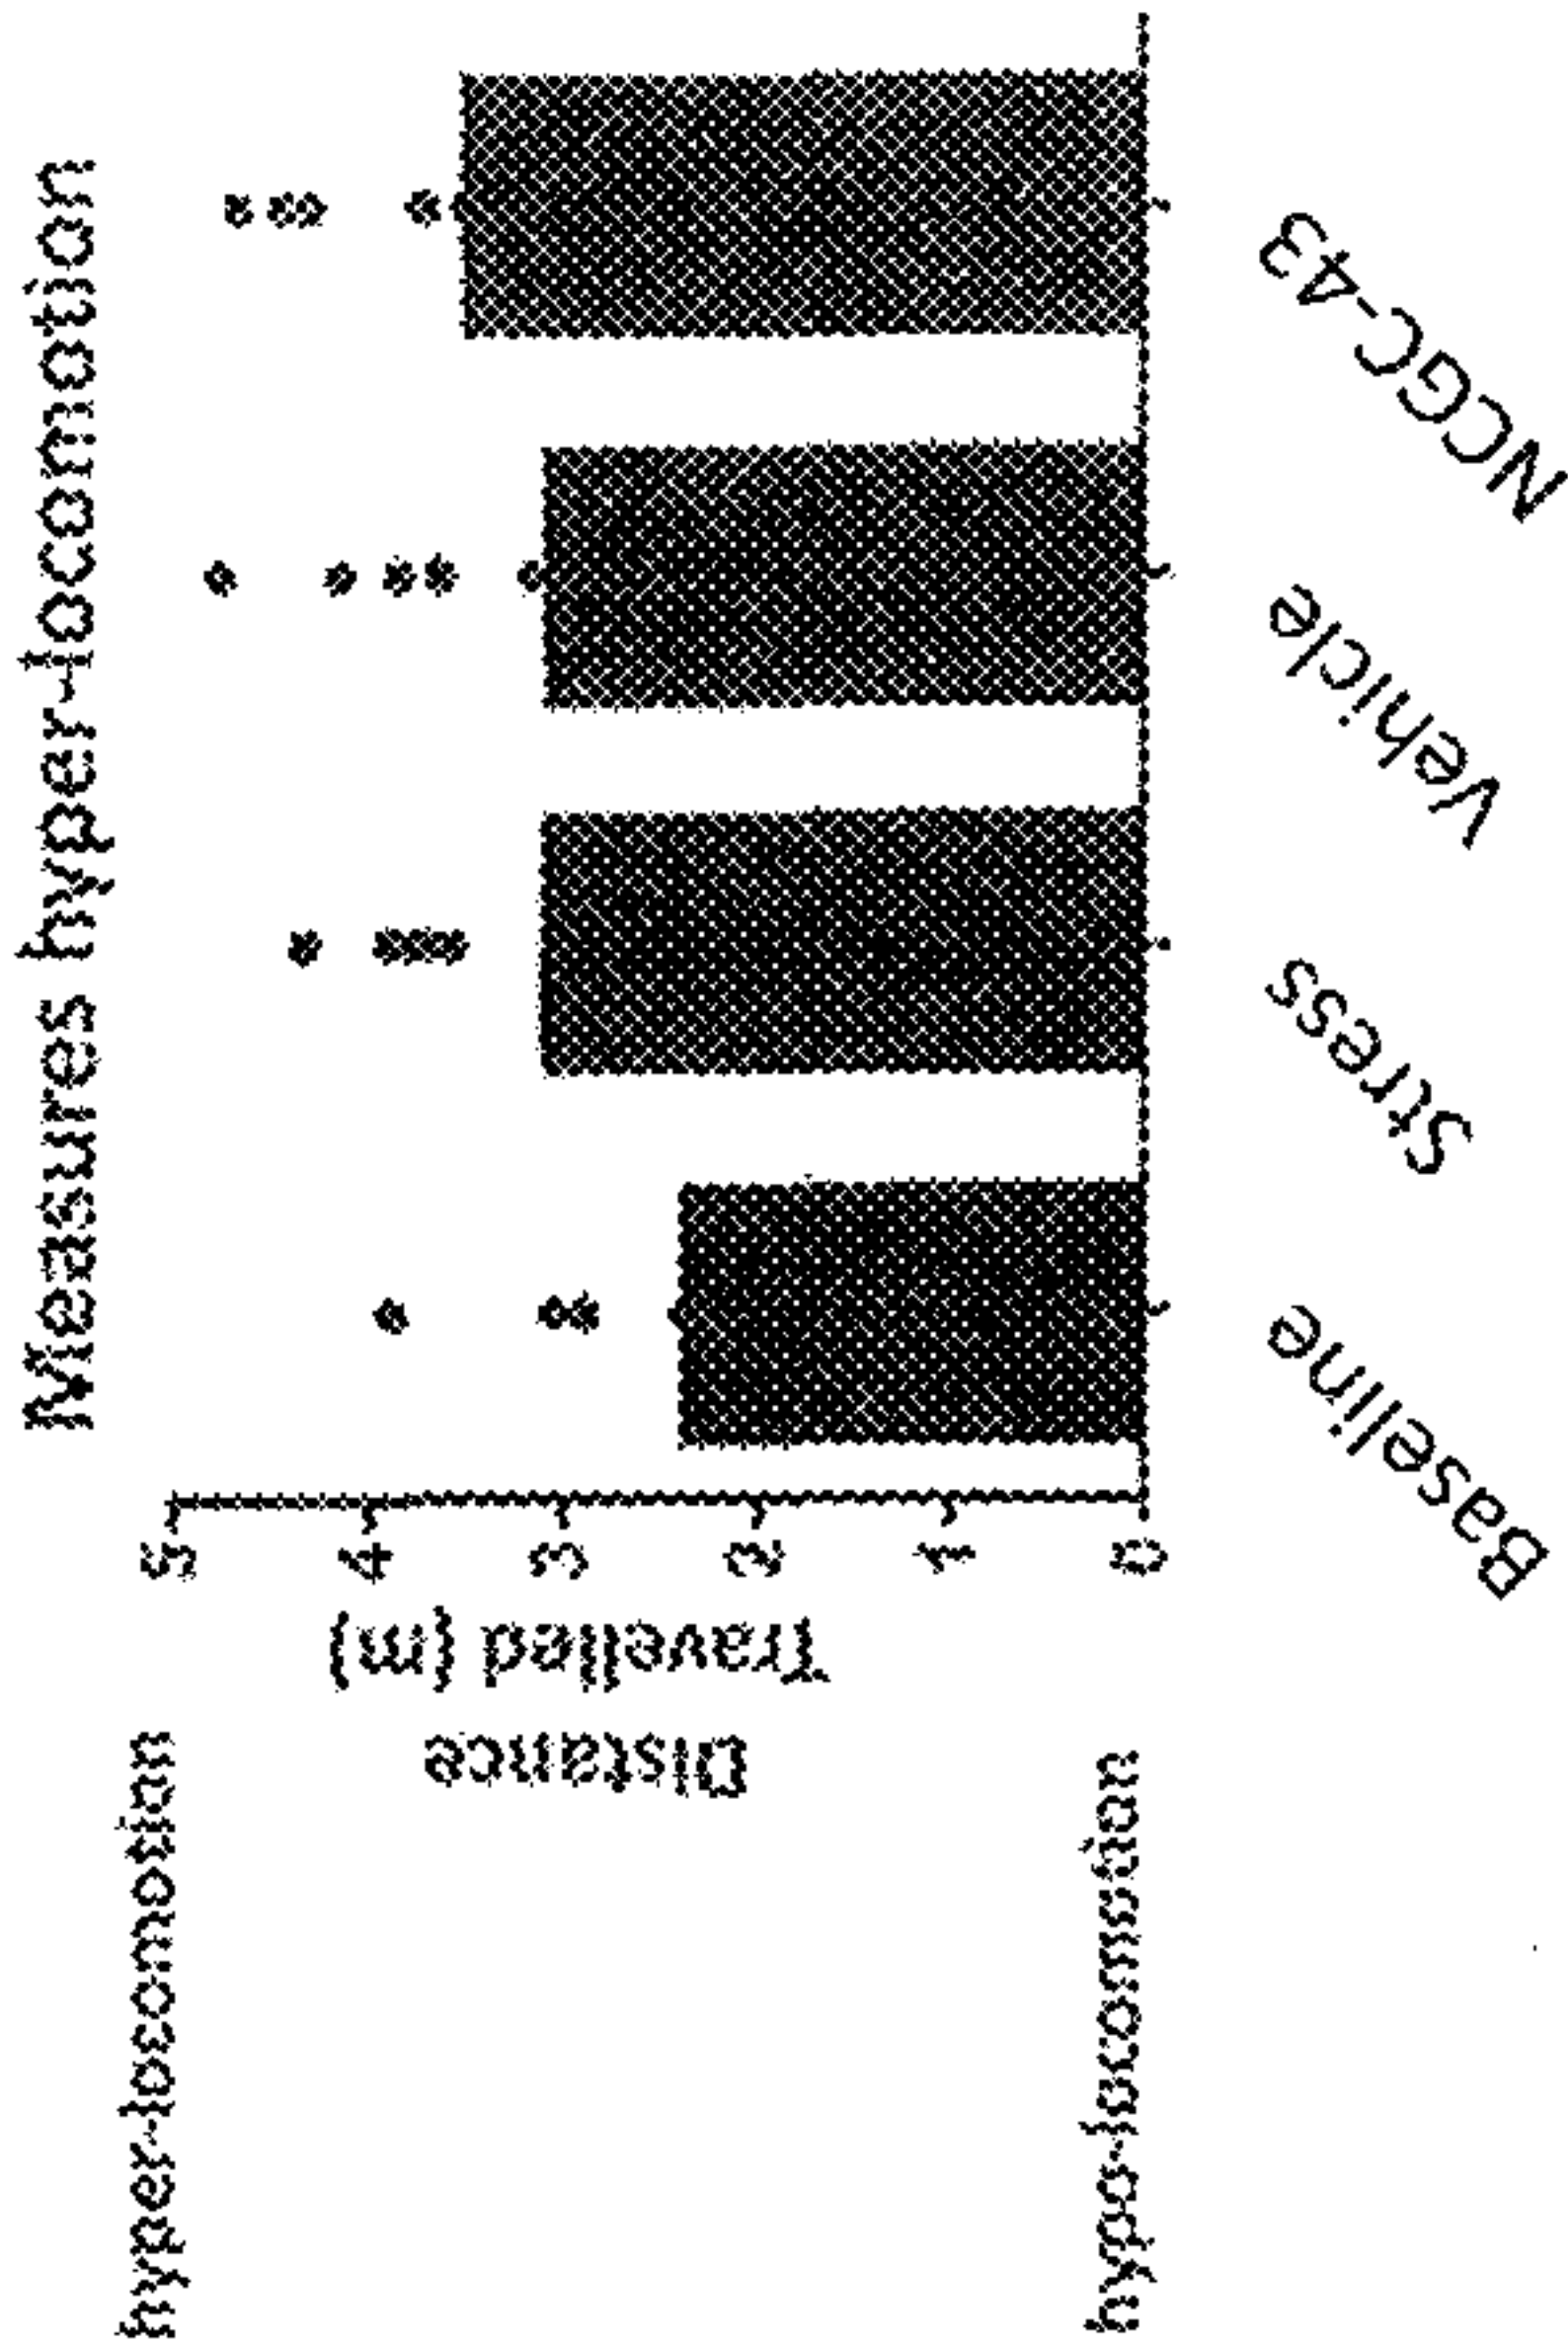 Measures hyper-locomotion
hyper-locomotion
Distance
Travelled (m)
5
4
3
2
1
0
hypo-locomotion
Baseline
Stress
Vehicle
NCGC-43